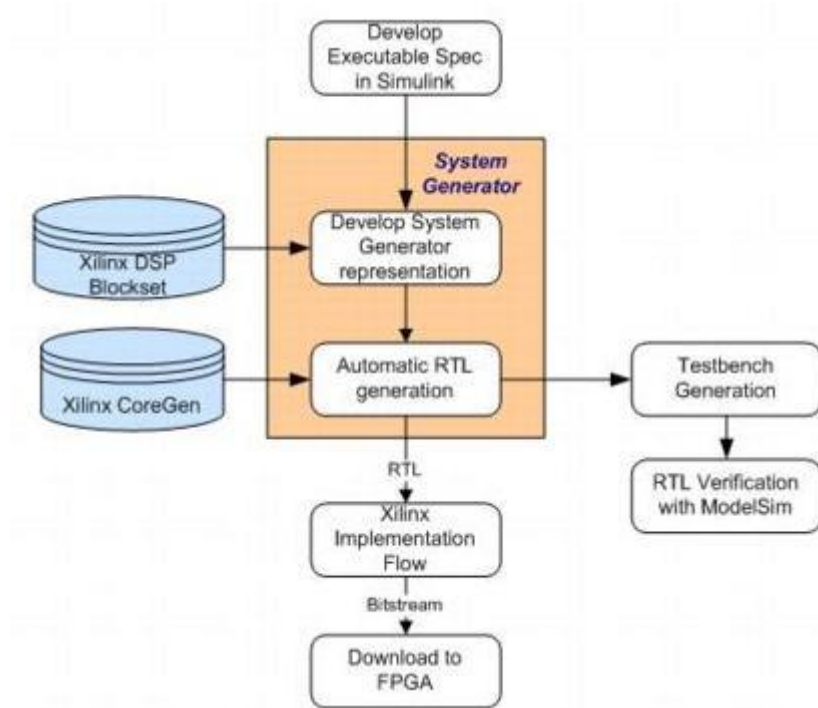 Develop
Executable Spec
in Simulink
System
Generator
Develop System
Generator
representation
Xilinx DSP
Blockset
Automatic RTL
generation
Xilinx CoreGen
Testbench
Generation
RTL
RTL Verification
with ModelSim
Xilinx
Implementation
Flow
Bitstream
Download to
FPGA